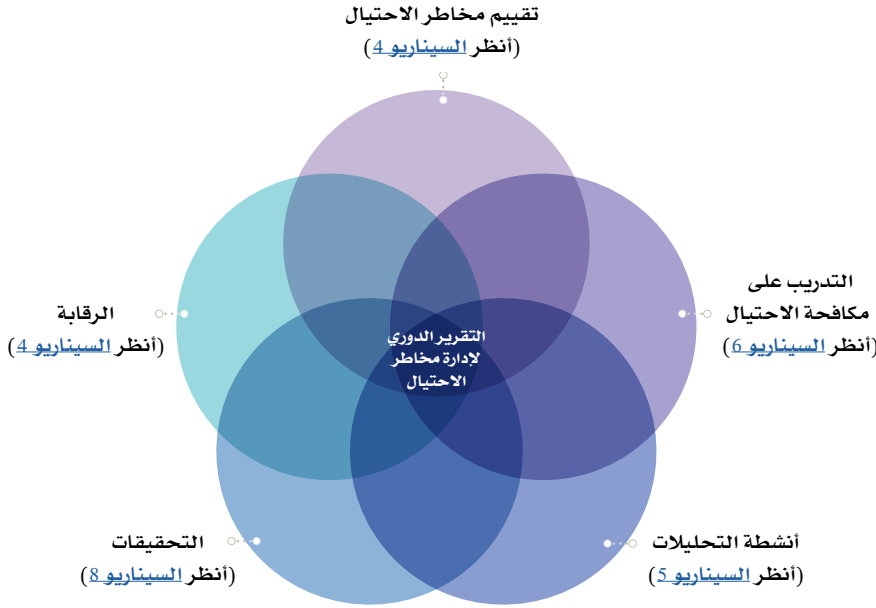 تقييم مخاطر الاحتيال
(أنظر السيناريو 4)
التدريب على
مكافحة الاحتيال
(أنظر السيناريو 6)
الرقابة
(أنظر السيناريو 4)
التقرير الدوري
لإدارة مخاطر
الاحتيال
أنشطة التحليلات
(أنظر السيناريو 5)
التحقيقات
(أنظر السيناريو 8)